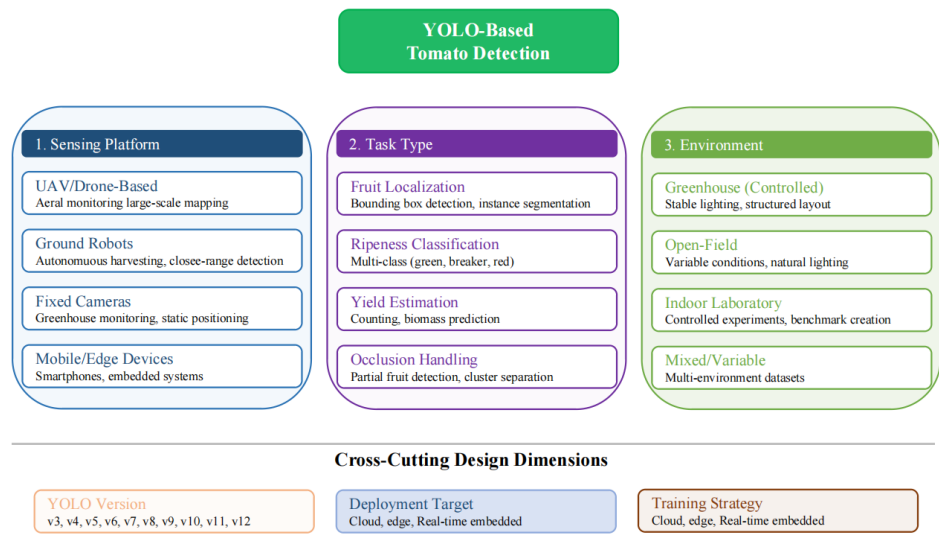 YOLO-Based
Tomato Detection
1. Sensing Platform
UAV/Drone-Based
Aeral monitoring large-scale mapping
Ground Robots
Autonomous harvesting, closee-range detection
Fixed Cameras
Greenhouse monitoring, static positioning
Mobile/Edge Devices
Smartphones, embedded systems
2. Task Type
Fruit Localization
Bounding box detection, instance segmentation
Ripeness Classification
Multi-class (green, breaker, red)
Yield Estimation
Counting, biomass prediction
Occlusion Handling
Partial fruit detection, cluster separation
3. Environment
Greenhouse (Controlled)
Stable lighting, structured layout
Open-Field
Variable conditions, natural lighting
Indoor Laboratory
Controlled experiments, benchmark creation
Mixed/Variable
Multi-environment datasets
Cross-Cutting Design Dimensions
YOLO Version
v3, v4, v5, v6, v7, v8, v9, v10, v11, v12
Deployment Target
Cloud, edge, Real-time embedded
Training Strategy
Cloud, edge, Real-time embedded